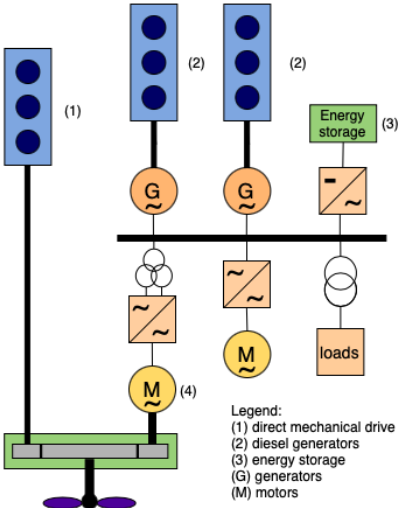 (1)
(2)
(2)
Energy
storage
(3)
G
~
G
~
-
~
~
~
~
~
M
~
M
~
(4)
loads
Legend:
(1) direct mechanical drive
(2) diesel generators
(3) energy storage
(G) generators
(M) motors